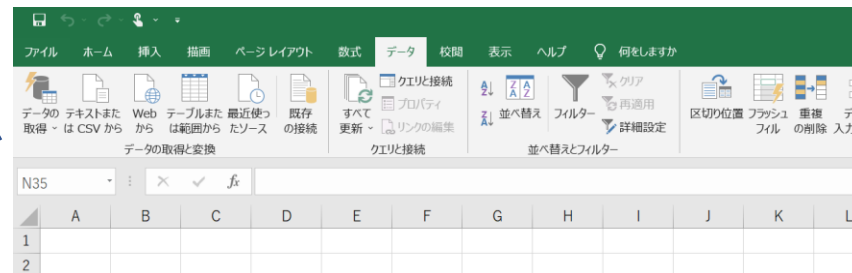 ファイル ホーム 挿入 描画 ページ レイアウト 数式 データ 校閲 表示 ヘルプ 何をしますか
データの取得 テキストまたは CSV から Web から テーブルまたは範囲から 最近使ったソース 既存の接続
データの取得と変換
すべて更新 クエリと接続 プロパティ リンクの編集
クエリと接続
並べ替え フィルター クリア 再適用 詳細設定
並べ替えとフィルター
区切り位置 フラッシュ フィル 重複の削除
N35 fx
A B C D E F G H I J K L
1
2